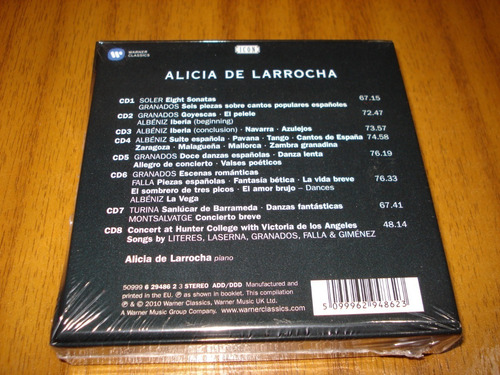 WARNER
CLASSICS
ICON
ALICIA DE LARROCHA
CD1 SOLER Eight Sonatas 67.15
GRANADOS Seis piezas sobre cantos populares españoles
CD2 GRANADOS Goyescas · El pelele 72.47
ALBÉNIZ Iberia (beginning)
CD3 ALBÉNIZ Iberia (conclusion) · Navarra · Azulejos 73.57
CD4 ALBÉNIZ Suite española · Pavana · Tango · Cantos de España 74.58
Zaragoza · Malagueña · Mallorca · Zambra granadina
CD5 GRANADOS Doce danzas españolas · Danza lenta 76.19
Allegro de concierto · Valses poéticos
CD6 GRANADOS Escenas románticas
FALLA Piezas españolas · Fantasía bética · La vida breve 76.33
El sombrero de tres picos · El amor brujo – Dances
ALBÉNIZ La Vega
CD7 TURINA Sanlúcar de Barrameda · Danzas fantásticas 67.41
MONTSALVATGE Concierto breve
CD8 Concert at Hunter College with Victoria de los Angeles 48.14
Songs by LITERES, LASERNA, GRANADOS, FALLA & GIMÉNEZ
Alicia de Larrocha piano
50999 6 29486 2 3 STEREO ADD/DDD Manufactured and
printed in the EU. ℗ as shown in booklet. This compilation
℗ & © 2010 Warner Classics, Warner Music UK Ltd.
A Warner Music Group Company. www.warnerclassics.com
5 099962 948623